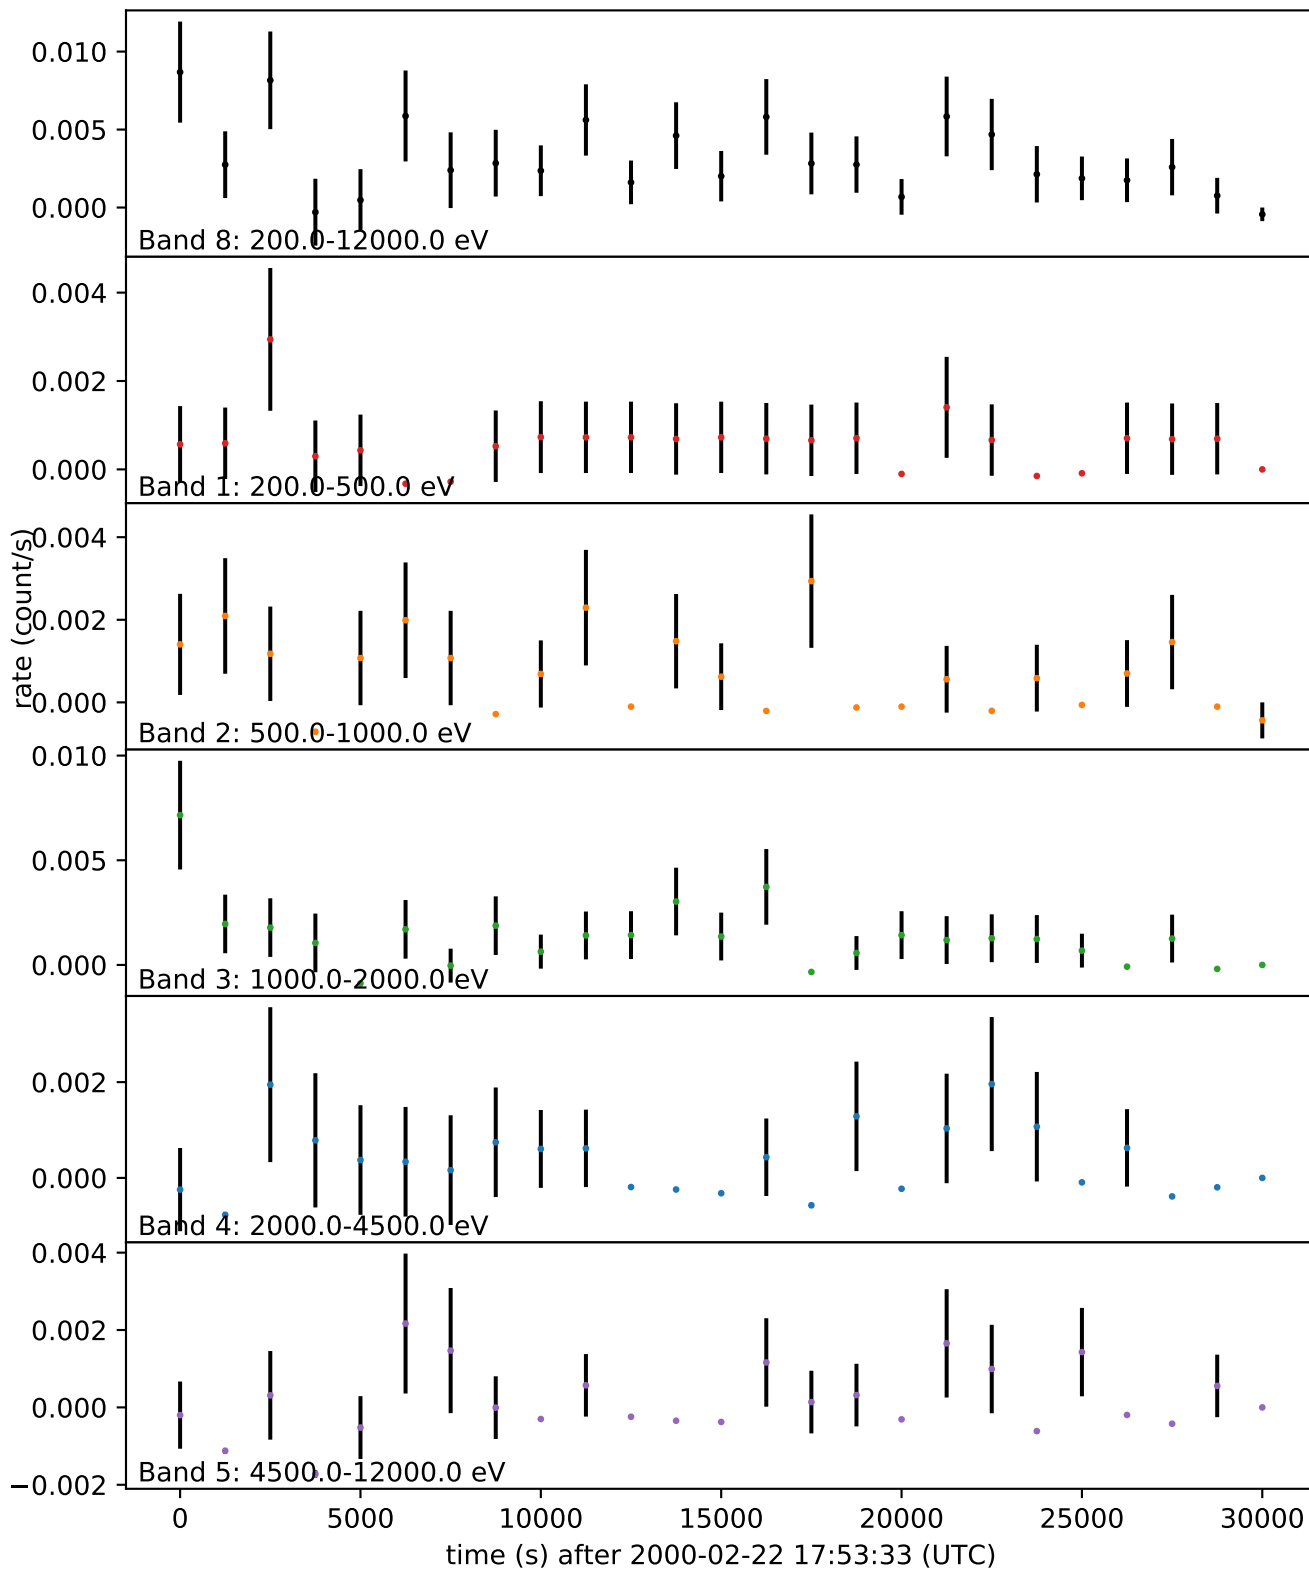 0.010
0.005
0.000
Band 8: 200.0-12000.0 eV
0.004
0.002
0.000
Band 1: 200.0-500.0 eV
rate (count/s)
0.004
0.002
0.000
Band 2: 500.0-1000.0 eV
0.010
0.005
0.000
Band 3: 1000.0-2000.0 eV
0.002
0.000
Band 4: 2000.0-4500.0 eV
0.004
0.002
0.000
−0.002
Band 5: 4500.0-12000.0 eV
0 5000 10000 15000 20000 25000 30000
time (s) after 2000-02-22 17:53:33 (UTC)